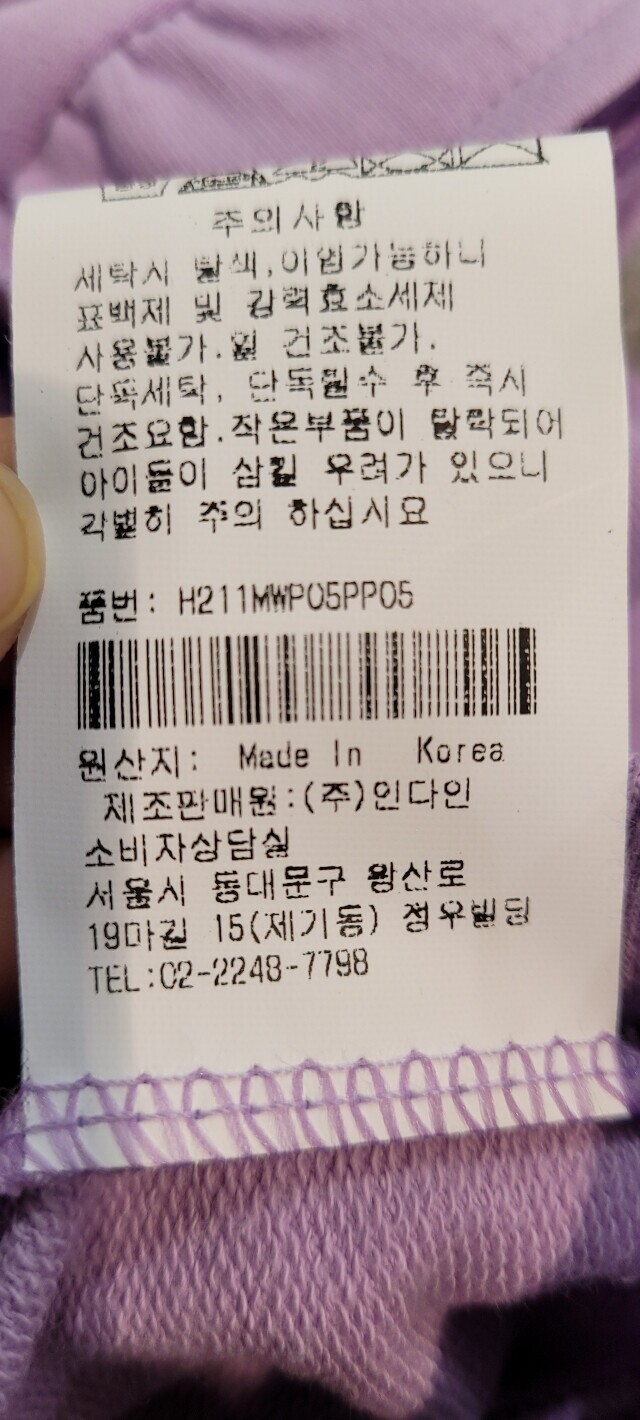 주의사항
세탁시 탈색,이염가능하니
표백제 및 강력효소세제
사용불가.열 건조불가.
단독세탁, 단독탈수 후 즉시
건조요함.작은부품이 탈락되어
아이들이 삼킬 우려가 있으니
각별히 주의 하십시요
품번: H211MWP05PP05
원산지: Made In Korea
제조판매원:(주)인다인
소비자상담실
서울시 동대문구 왕산로
19마길 15(제기동) 정우빌딩
TEL:02-2248-7798